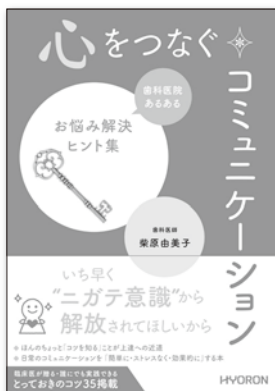 心をつなぐ
コミュニケーション
歯科医院
あるある
お悩み解決
ヒント集
歯科医師
柴原由美子
いち早く
“ニガテ意識”から
解放されてほしいから
ほんのちょっと「コツを知る」ことが上達への近道
日常のコミュニケーションを「簡単に・ストレスなく・効果的に」する本
臨床医が贈る・誰にでも実践できる
とっておきのコツ35掲載
HYORON